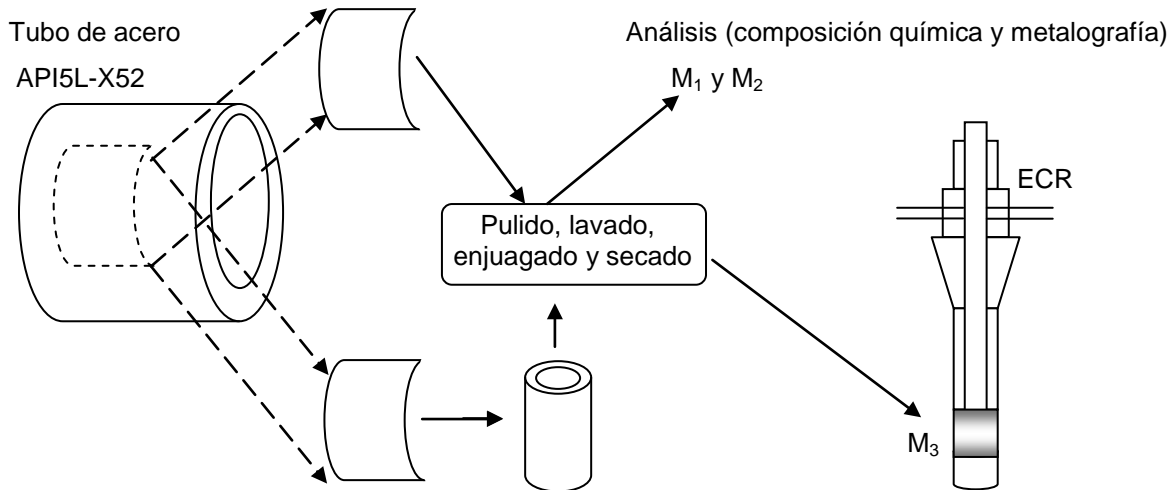 Tubo de acero
API5L-X52
Análisis (composición química y metalografía)
M₁ y M₂
ECR
Pulido, lavado,
enjuagado y secado
M₃